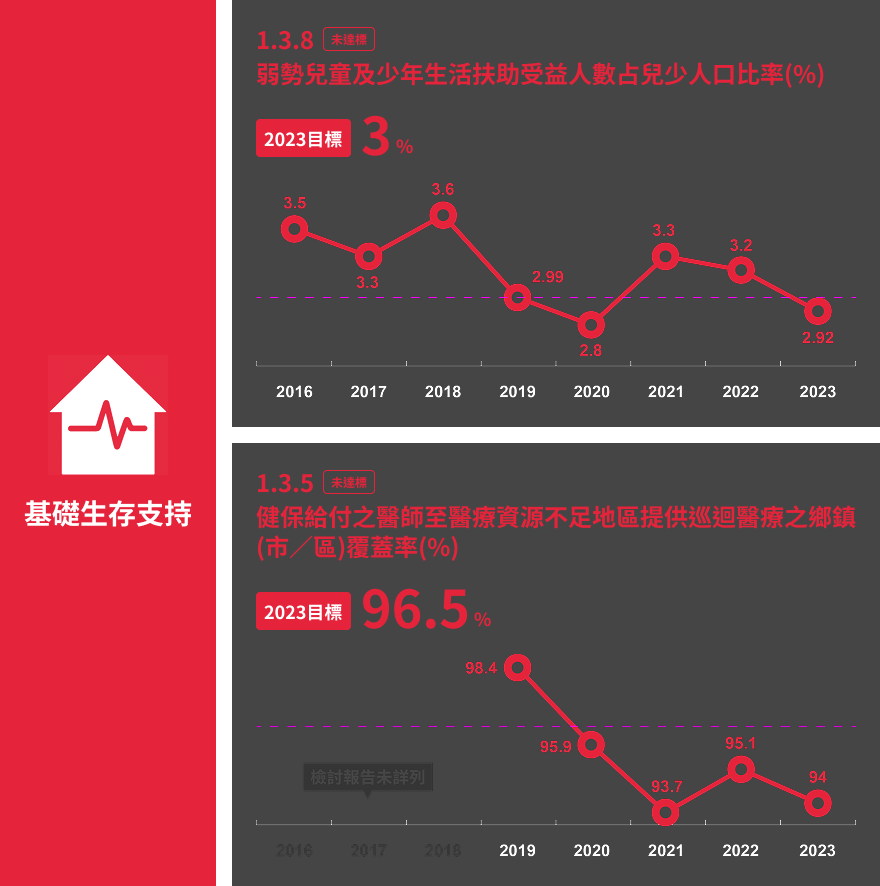 基礎生存支持
1.3.8 未達標
弱勢兒童及少年生活扶助受益人數占兒少人口比率(%)
2023目標 3 %
3.5
3.3
3.6
2.99
2.8
3.3
3.2
2.92
2016 2017 2018 2019 2020 2021 2022 2023
1.3.5 未達標
健保給付之醫師至醫療資源不足地區提供巡迴醫療之鄉鎮
(市／區)覆蓋率(%)
2023目標 96.5 %
98.4
95.9
93.7
95.1
94
檢討報告未詳列
2016 2017 2018 2019 2020 2021 2022 2023